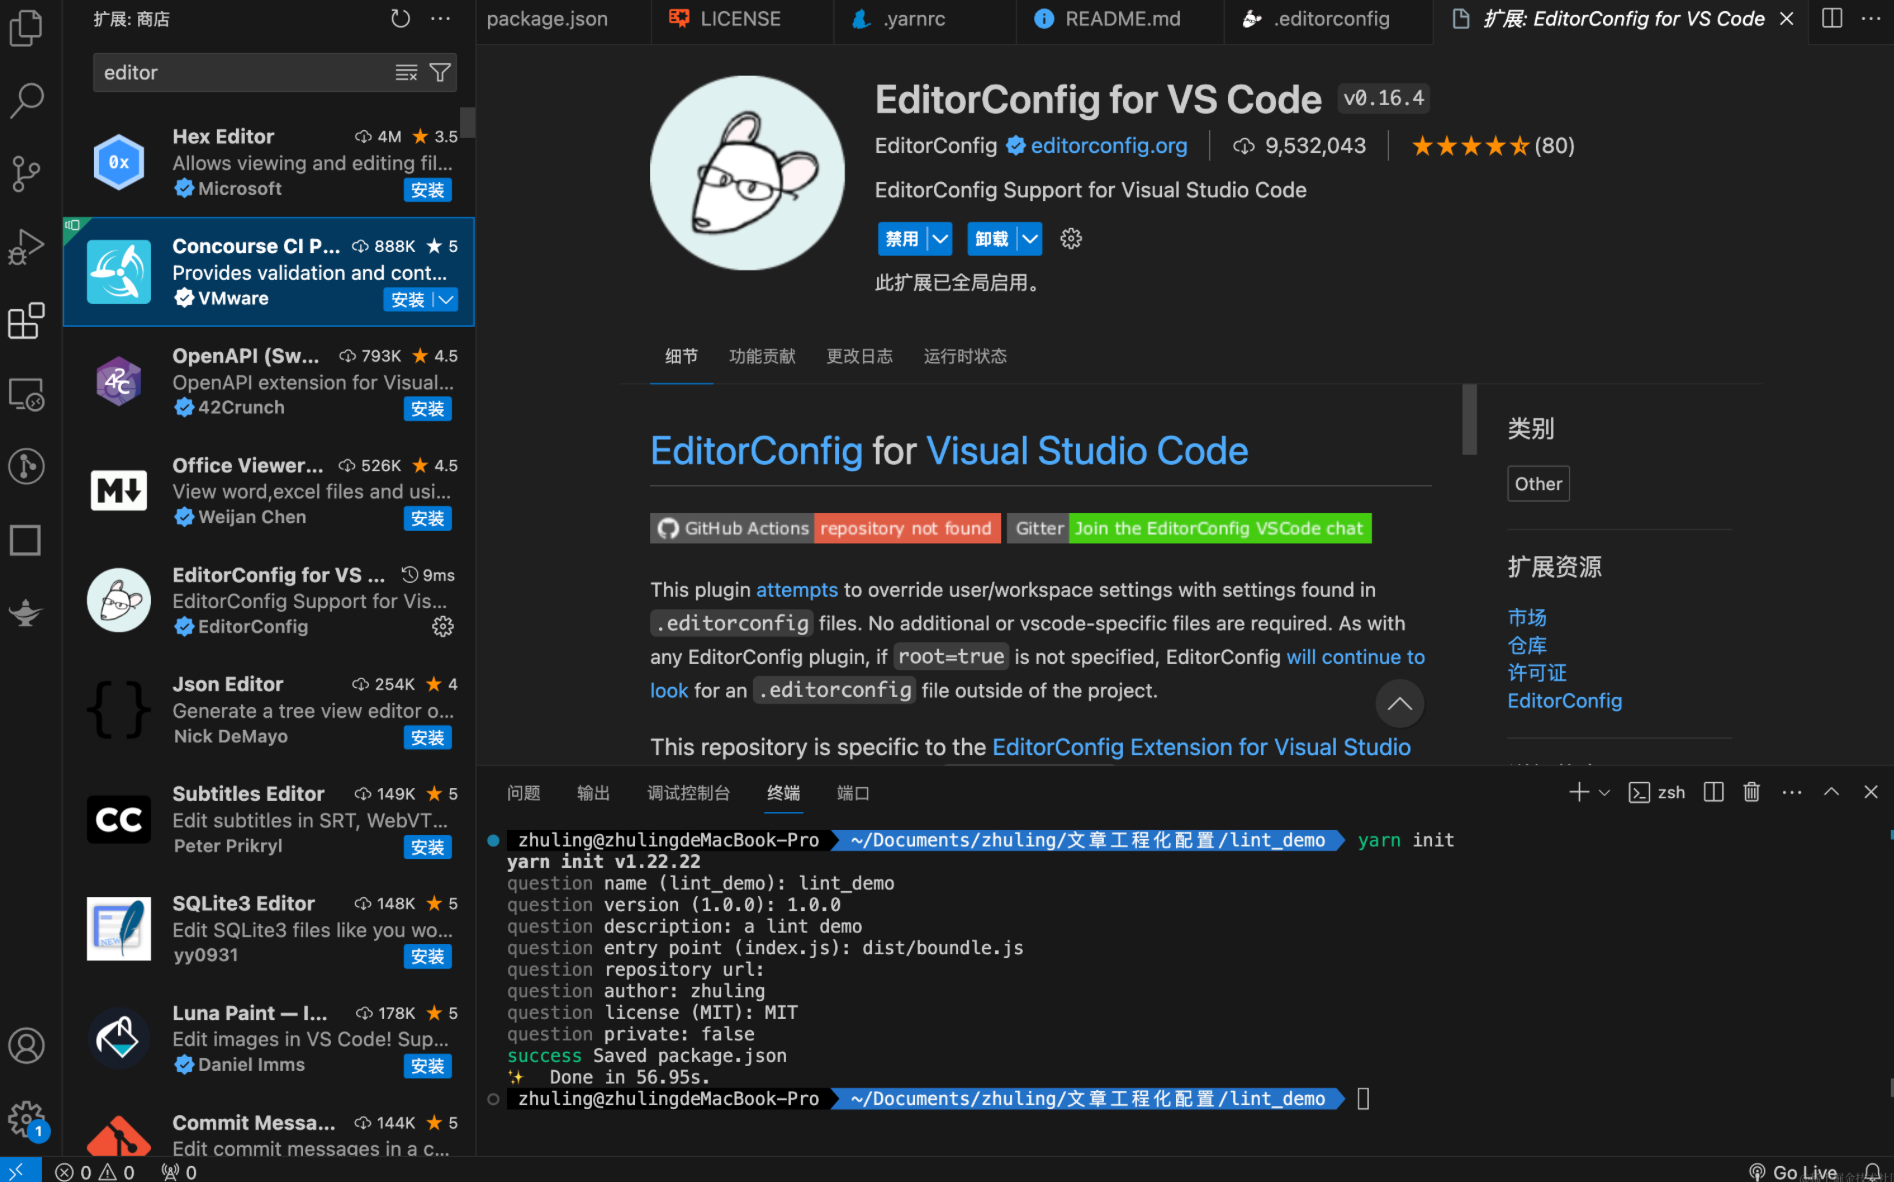 扩展: 商店
editor
Hex Editor 4M ★ 3.5
0x
Allows viewing and editing fil...
Microsoft 安装
Concourse CI P... 888K ★ 5
Provides validation and cont...
VMware 安装
OpenAPI (Sw... 793K ★ 4.5
42C
OpenAPI extension for Visual...
42Crunch 安装
Office Viewer... 526K ★ 4.5
M↓
View word,excel files and usi...
Weijan Chen 安装
EditorConfig for VS ... 9ms
EditorConfig Support for Vis...
EditorConfig
Json Editor 254K ★ 4
{}
Generate a tree view editor o...
Nick DeMayo 安装
Subtitles Editor 149K ★ 5
CC
Edit subtitles in SRT, WebVT...
Peter Prikryl 安装
SQLite3 Editor 148K ★ 5
NEW
Edit SQLite3 files like you wo...
yy0931 安装
Luna Paint — I... 178K ★ 5
Edit images in VS Code! Sup...
Daniel Imms 安装
Commit Messa... 144K ★ 5
Edit commit messages in a c...
1
package.json LICENSE .yarnrc README.md .editorconfig 扩展: EditorConfig for VS Code
EditorConfig for VS Code v0.16.4
EditorConfig editorconfig.org 9,532,043 ★★★★⯨ (80)
EditorConfig Support for Visual Studio Code
禁用 卸载
此扩展已全局启用。
细节 功能贡献 更改日志 运行时状态
EditorConfig for Visual Studio Code
GitHub Actions repository not found Gitter Join the EditorConfig VSCode chat
This plugin attempts to override user/workspace settings with settings found in
.editorconfig files. No additional or vscode-specific files are required. As with
any EditorConfig plugin, if root=true is not specified, EditorConfig will continue to
look for an .editorconfig file outside of the project.
This repository is specific to the EditorConfig Extension for Visual Studio
类别
Other
扩展资源
市场
仓库
许可证
EditorConfig
问题 输出 调试控制台 终端 端口 zsh
zhuling@zhulingdeMacBook-Pro ~/Documents/zhuling/文章工程化配置/lint_demo yarn init
yarn init v1.22.22
question name (lint_demo): lint_demo
question version (1.0.0): 1.0.0
question description: a lint demo
question entry point (index.js): dist/boundle.js
question repository url:
question author: zhuling
question license (MIT): MIT
question private: false
success Saved package.json
✨ Done in 56.95s.
zhuling@zhulingdeMacBook-Pro ~/Documents/zhuling/文章工程化配置/lint_demo
0 0 0 Go Live